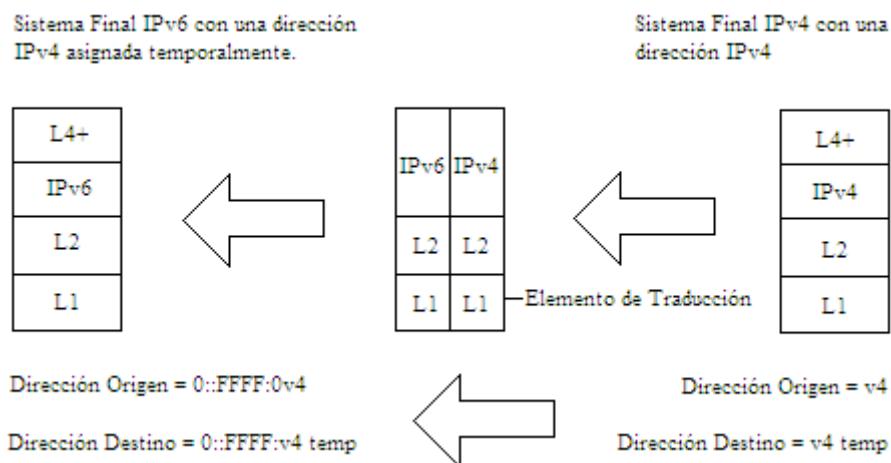 Sistema Final IPv6 con una dirección
IPv4 asignada temporalmente.
Sistema Final IPv4 con una
dirección IPv4
L4+
IPv6
L2
L1
IPv6 IPv4
L2 L2
L1 L1
Elemento de Traducción
L4+
IPv4
L2
L1
Dirección Origen = 0::FFFF:0v4
Dirección Destino = 0::FFFF:v4 temp
Dirección Origen = v4
Dirección Destino = v4 temp